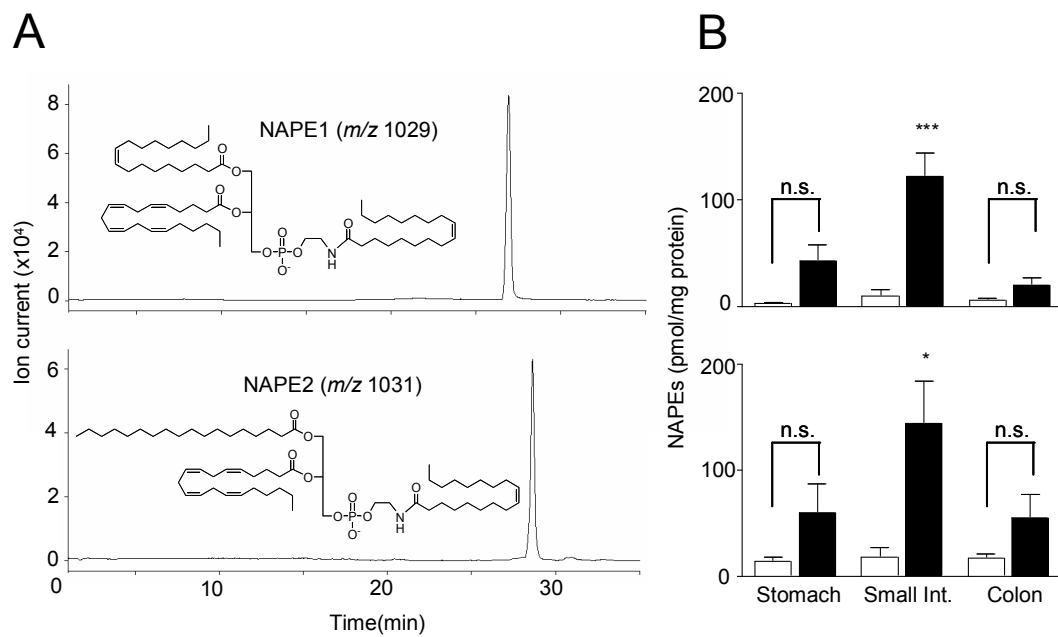 A
B
Ion current (x10⁴)
8
6
4
2
0
NAPE1 (m/z 1029)
O
O
O
O
O
O
P
O
O⁻
N
H
O
6
4
2
0
NAPE2 (m/z 1031)
O
O
O
O
O
O
P
O
O⁻
N
H
O
0
10
20
30
Time(min)
NAPEs (pmol/mg protein)
200
100
0
n.s.
***
n.s.
200
100
0
n.s.
*
n.s.
Stomach
Small Int.
Colon